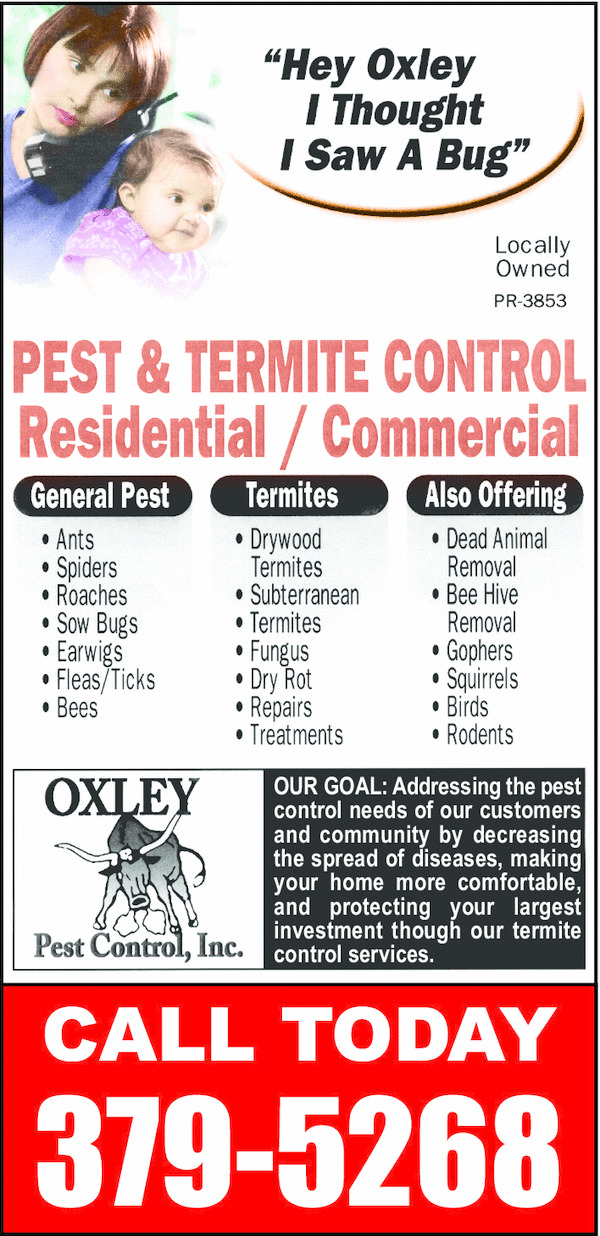 “Hey Oxley
I Thought
I Saw A Bug”
Locally
Owned
PR-3853
PEST & TERMITE CONTROL
Residential / Commercial
General Pest
• Ants
• Spiders
• Roaches
• Sow Bugs
• Earwigs
• Fleas/Ticks
• Bees
Termites
• Drywood
Termites
• Subterranean
• Termites
• Fungus
• Dry Rot
• Repairs
• Treatments
Also Offering
• Dead Animal
Removal
• Bee Hive
Removal
• Gophers
• Squirrels
• Birds
• Rodents
OXLEY
Pest Control, Inc.
OUR GOAL: Addressing the pest
control needs of our customers
and community by decreasing
the spread of diseases, making
your home more comfortable,
and protecting your largest
investment though our termite
control services.
CALL TODAY
379-5268